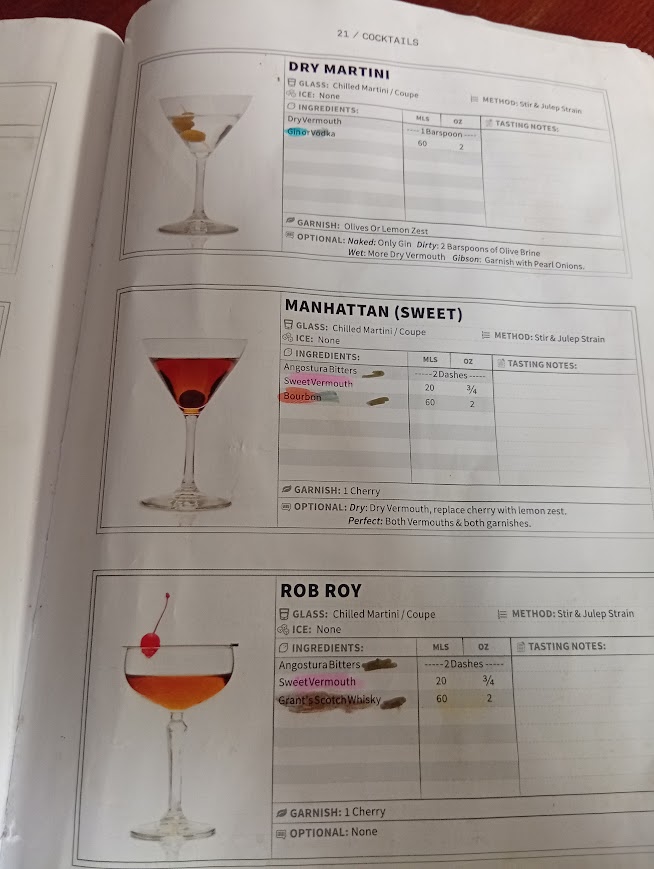 21 / COCKTAILS
DRY MARTINI
GLASS: Chilled Martini / Coupe
METHOD: Stir & Julep Strain
ICE: None
INGREDIENTS: MLS OZ TASTING NOTES:
Dry Vermouth ----1 Barspoon----
Gin or Vodka 60 2
GARNISH: Olives Or Lemon Zest
OPTIONAL: Naked: Only Gin Dirty: 2 Barspoons of Olive Brine
Wet: More Dry Vermouth Gibson: Garnish with Pearl Onions.
MANHATTAN (SWEET)
GLASS: Chilled Martini / Coupe
METHOD: Stir & Julep Strain
ICE: None
INGREDIENTS: MLS OZ TASTING NOTES:
Angostura Bitters -----2 Dashes -----
Sweet Vermouth 20 ¾
Bourbon 60 2
GARNISH: 1 Cherry
OPTIONAL: Dry: Dry Vermouth, replace cherry with lemon zest.
Perfect: Both Vermouths & both garnishes.
ROB ROY
GLASS: Chilled Martini / Coupe METHOD: Stir & Julep Strain
ICE: None
INGREDIENTS: MLS OZ TASTING NOTES:
Angostura Bitters -----2 Dashes -----
Sweet Vermouth 20 ¾
Grant's Scotch Whisky 60 2
GARNISH: 1 Cherry
OPTIONAL: None